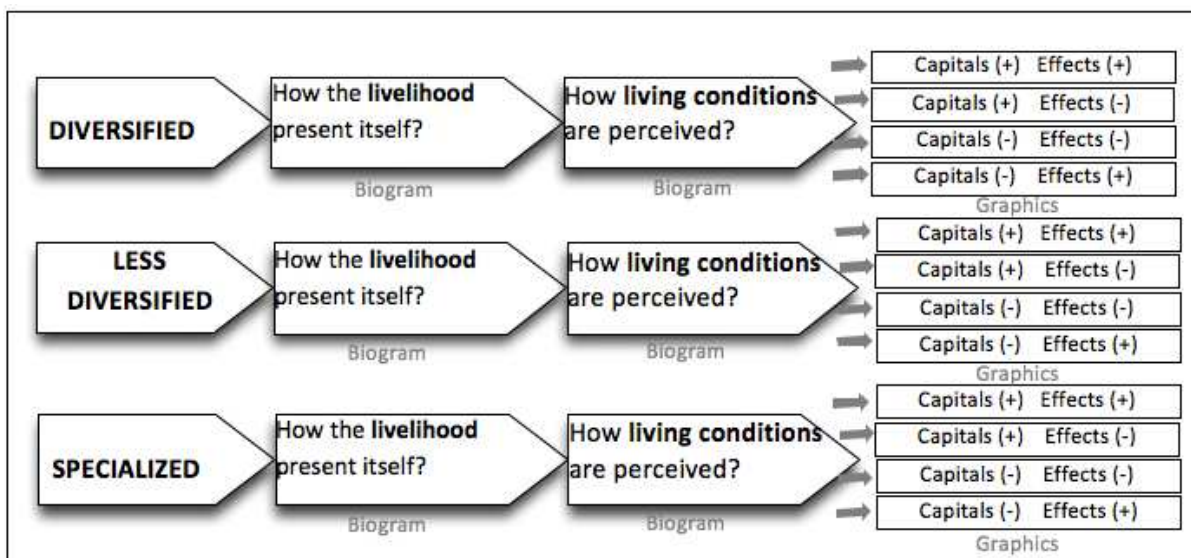 DIVERSIFIED
How the livelihood
present itself?
Biogram
How living conditions
are perceived?
Biogram
Capitals (+) Effects (+)
Capitals (+) Effects (-)
Capitals (-) Effects (-)
Capitals (-) Effects (+)
Graphics
LESS
DIVERSIFIED
How the livelihood
present itself?
Biogram
How living conditions
are perceived?
Biogram
Capitals (+) Effects (+)
Capitals (+) Effects (-)
Capitals (-) Effects (-)
Capitals (-) Effects (+)
Graphics
SPECIALIZED
How the livelihood
present itself?
Biogram
How living conditions
are perceived?
Biogram
Capitals (+) Effects (+)
Capitals (+) Effects (-)
Capitals (-) Effects (-)
Capitals (-) Effects (+)
Graphics